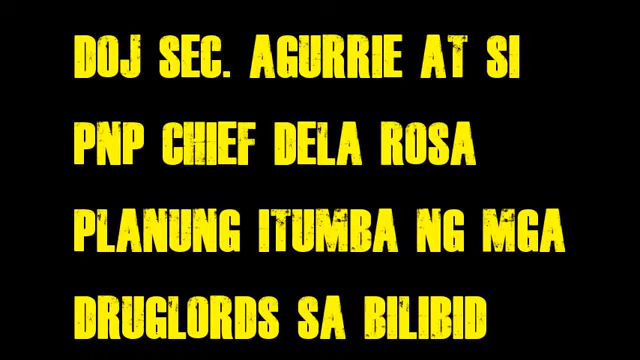 DOJ SEC. AGURRIE AT SI
PNP CHIEF DELA ROSA
PLANUNG ITUMBA NG MGA
DRUGLORDS SA BILIBID